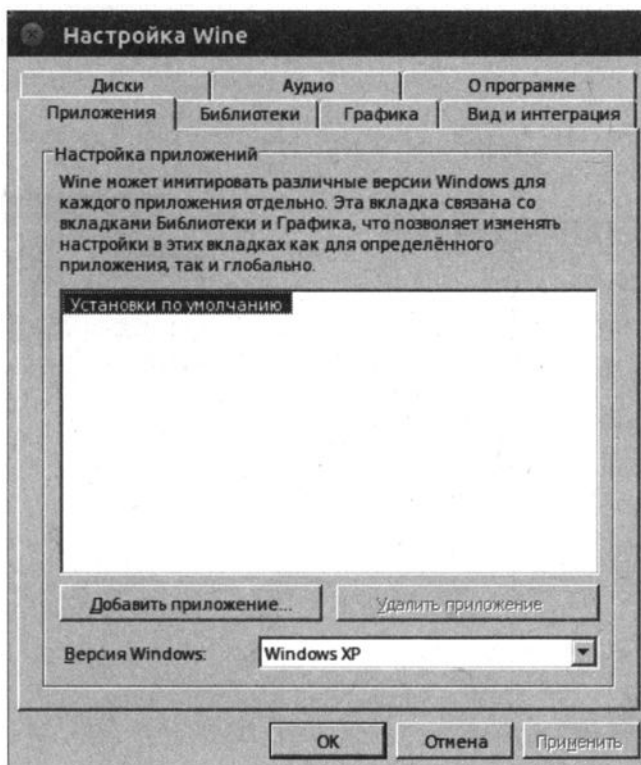 Настройка Wine
Диски Аудио О программе
Приложения Библиотеки Графика Вид и интеграция
Настройка приложений
Wine может имитировать различные версии Windows для
каждого приложения отдельно. Эта вкладка связана со
вкладками Библиотеки и Графика, что позволяет изменять
настройки в этих вкладках как для определённого
приложения, так и глобально.
Установки по умолчанию
Добавить приложение... Удалить приложение
Версия Windows: Windows XP
ОК Отмена Применить